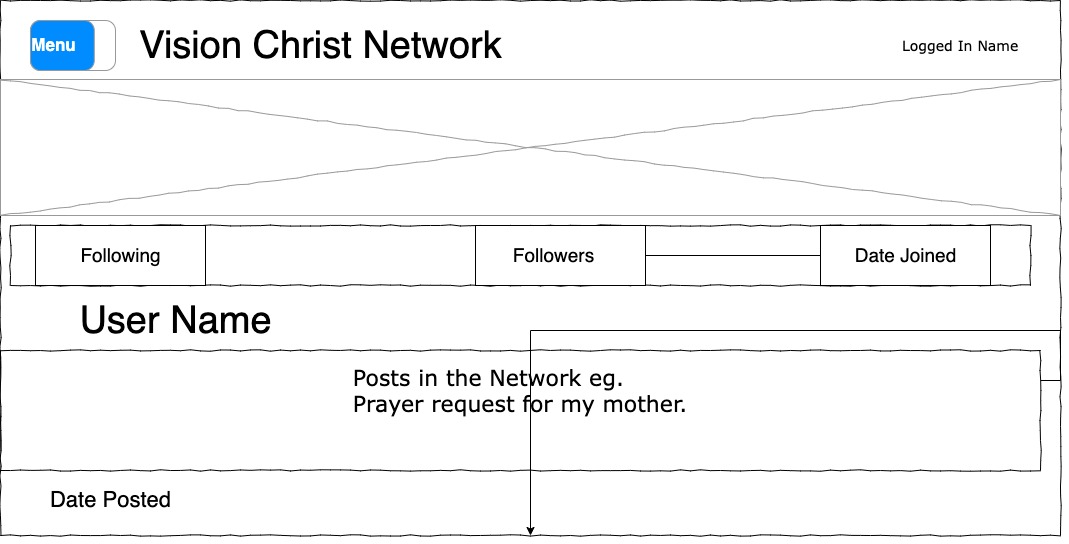 Menu
Vision Christ Network
Logged In Name
Following
Followers
Date Joined
User Name
Posts in the Network eg.
Prayer request for my mother.
Date Posted